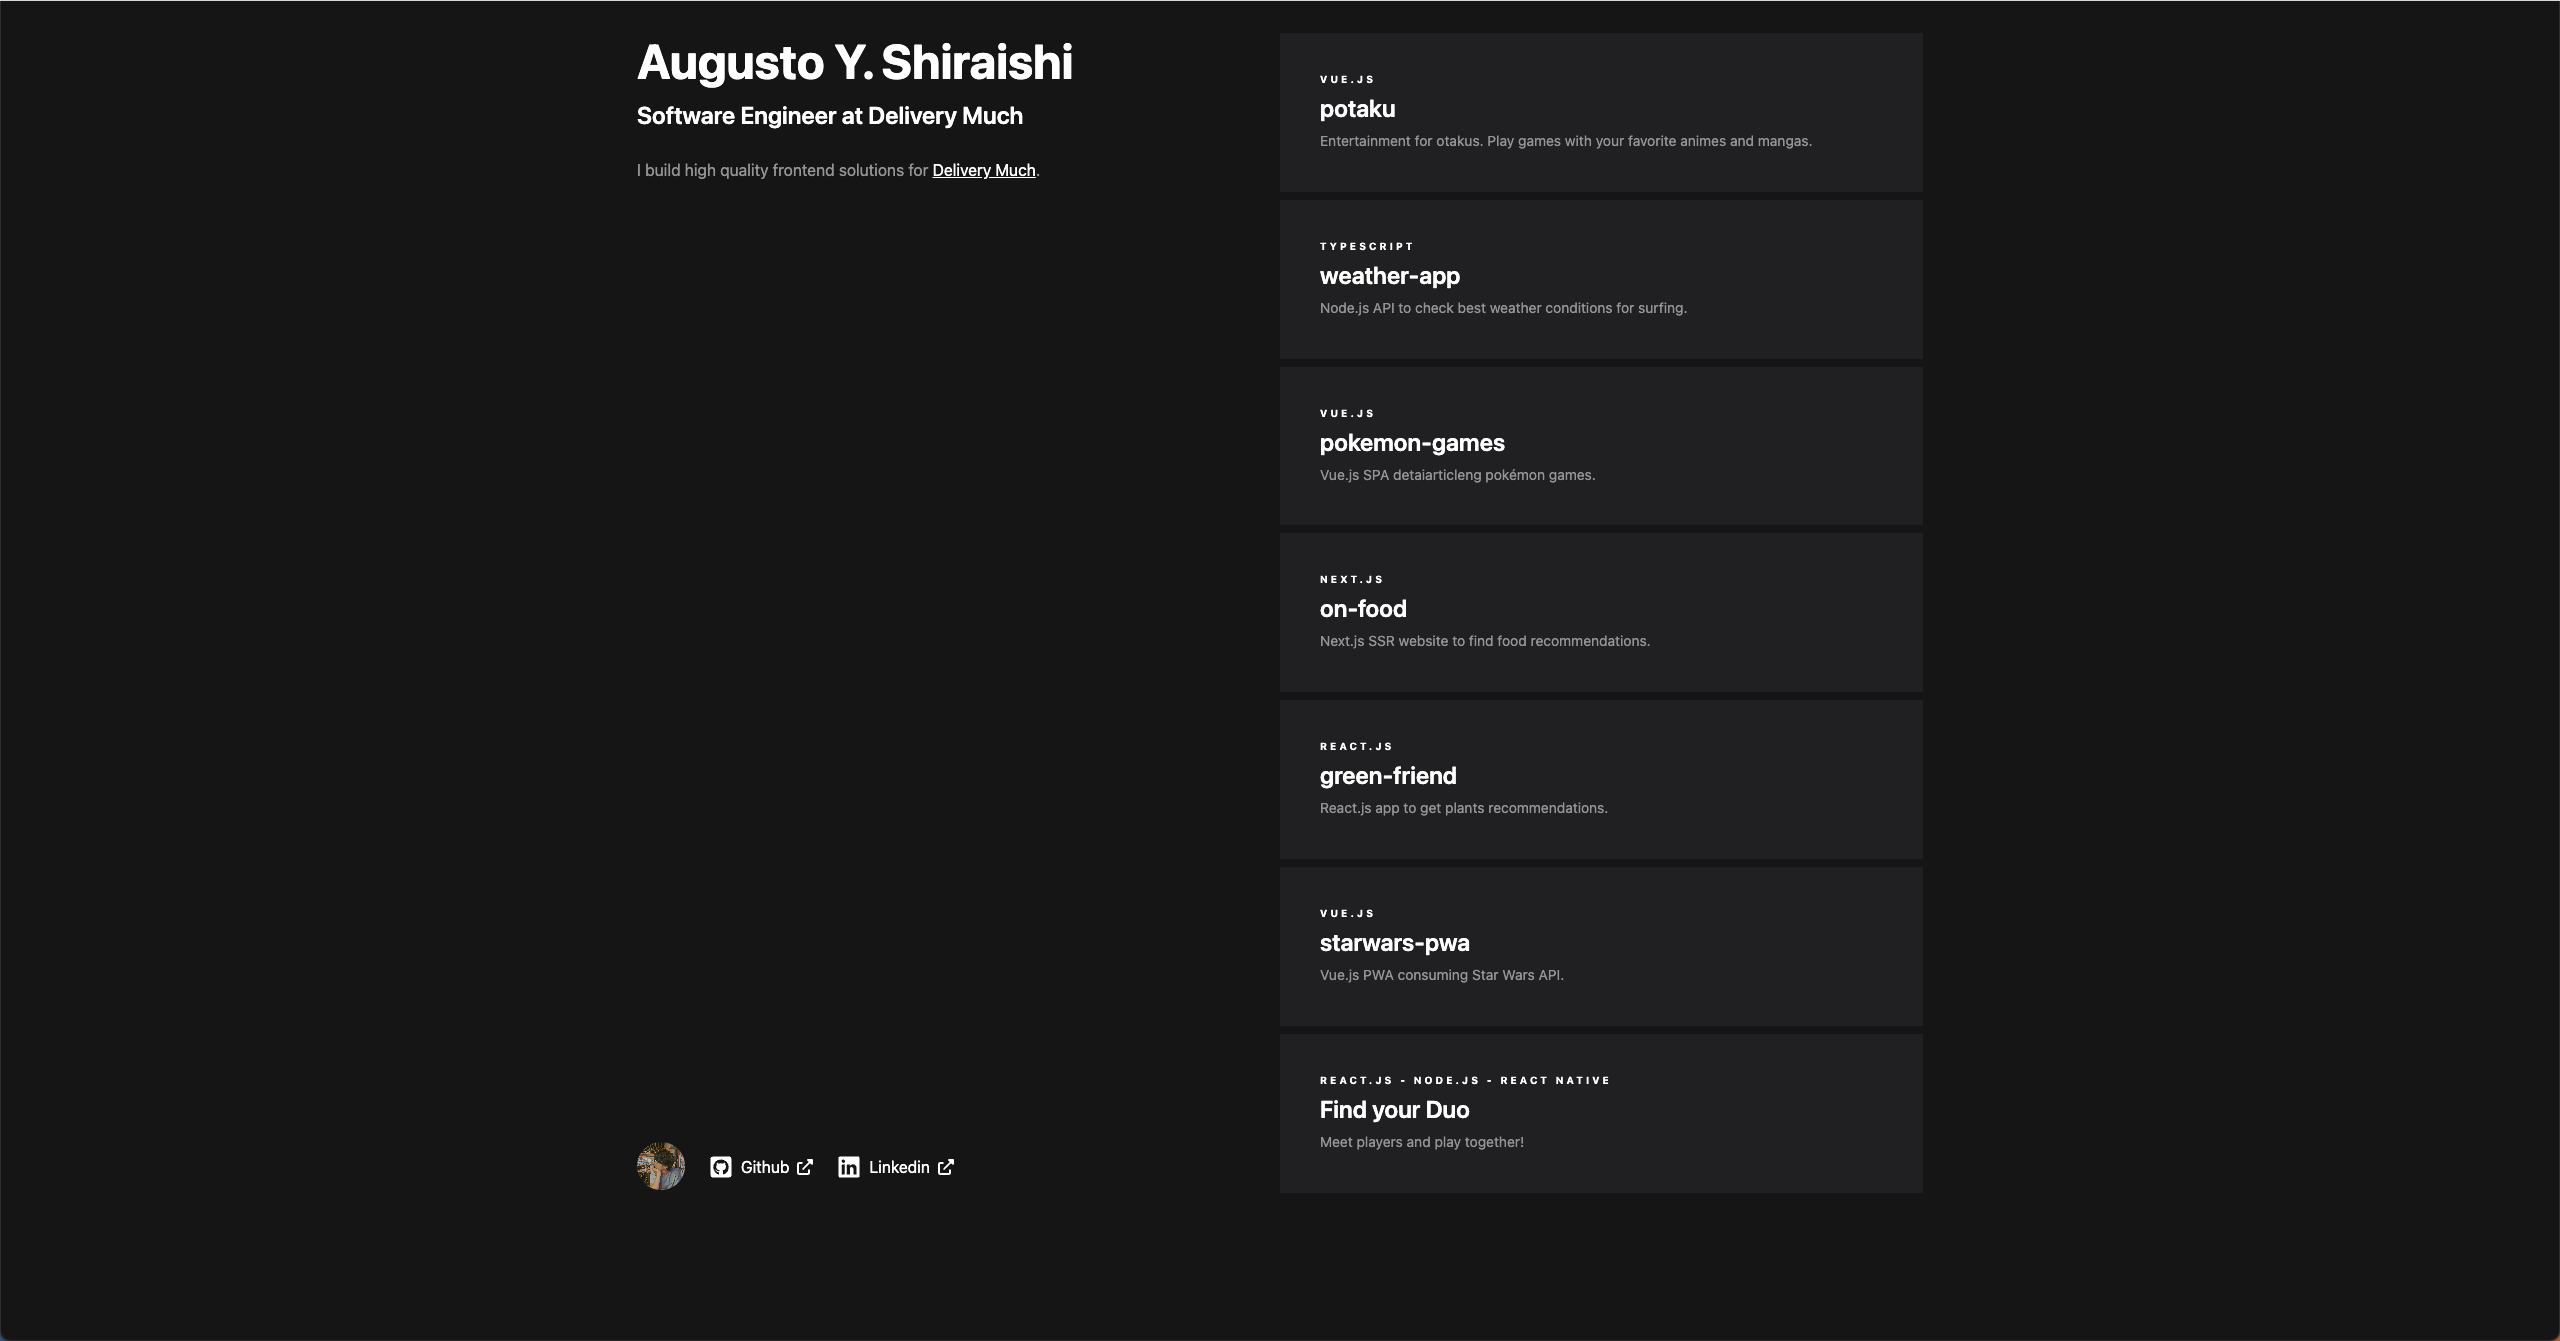 Augusto Y. Shiraishi
Software Engineer at Delivery Much
I build high quality frontend solutions for Delivery Much.
Github
Linkedin
VUE.JS
potaku
Entertainment for otakus. Play games with your favorite animes and mangas.
TYPESCRIPT
weather-app
Node.js API to check best weather conditions for surfing.
VUE.JS
pokemon-games
Vue.js SPA detaiarticleng pokémon games.
NEXT.JS
on-food
Next.js SSR website to find food recommendations.
REACT.JS
green-friend
React.js app to get plants recommendations.
VUE.JS
starwars-pwa
Vue.js PWA consuming Star Wars API.
REACT.JS - NODE.JS - REACT NATIVE
Find your Duo
Meet players and play together!